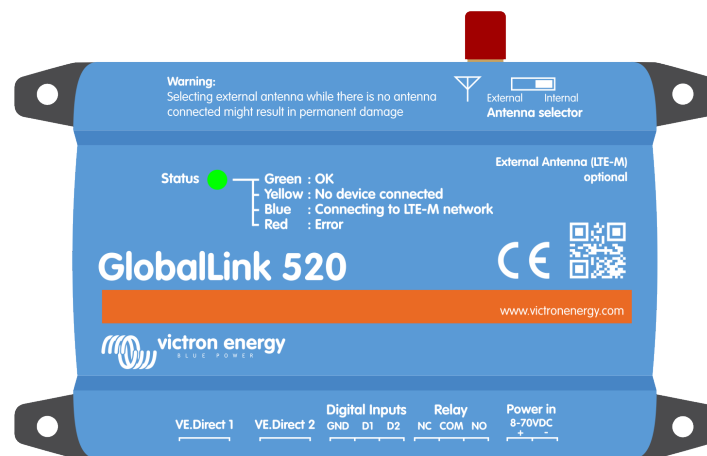 Warning:
Selecting external antenna while there is no antenna
connected might result in permanent damage
External Internal
Antenna selector
External Antenna (LTE-M)
optional
Status
Green : OK
Yellow : No device connected
Blue : Connecting to LTE-M network
Red : Error
GlobalLink 520
CE
www.victronenergy.com
victron energy
BLUE POWER
VE.Direct 1
VE.Direct 2
Digital Inputs
GND D1 D2
Relay
NC COM NO
Power in
8-70VDC
+ -